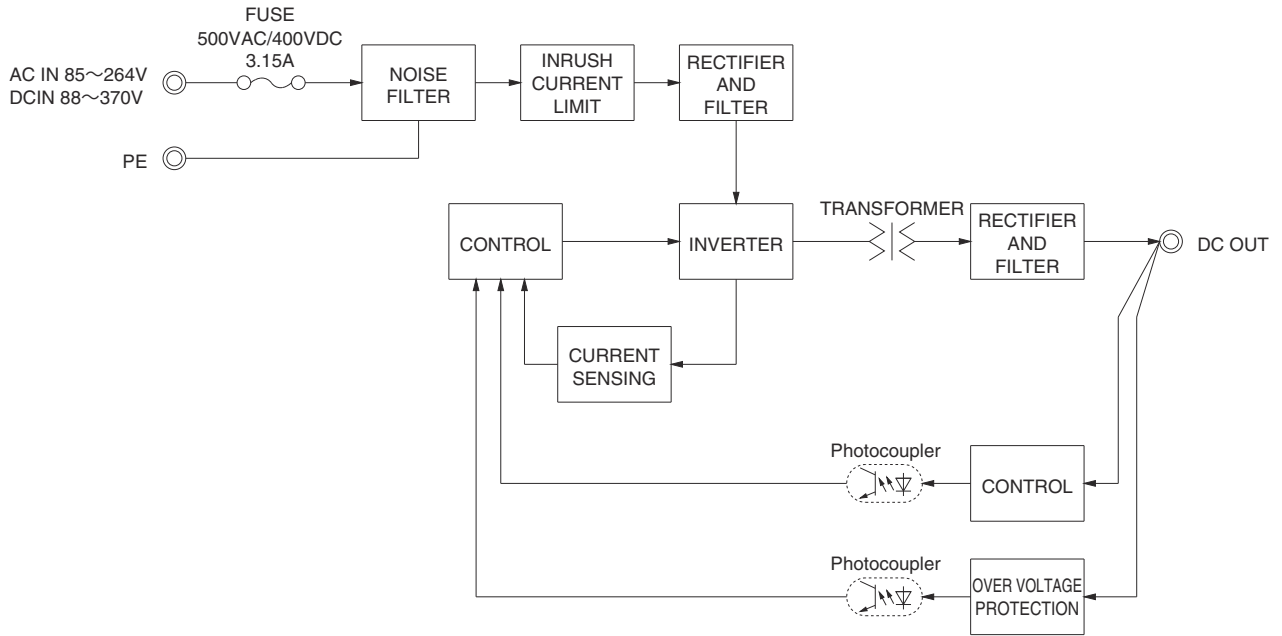 FUSE
500VAC/400VDC
3.15A
AC IN 85～264V
DCIN 88～370V
PE
NOISE
FILTER
INRUSH
CURRENT
LIMIT
RECTIFIER
AND
FILTER
CONTROL
INVERTER
TRANSFORMER
RECTIFIER
AND
FILTER
DC OUT
CURRENT
SENSING
Photocoupler
CONTROL
Photocoupler
OVER VOLTAGE
PROTECTION